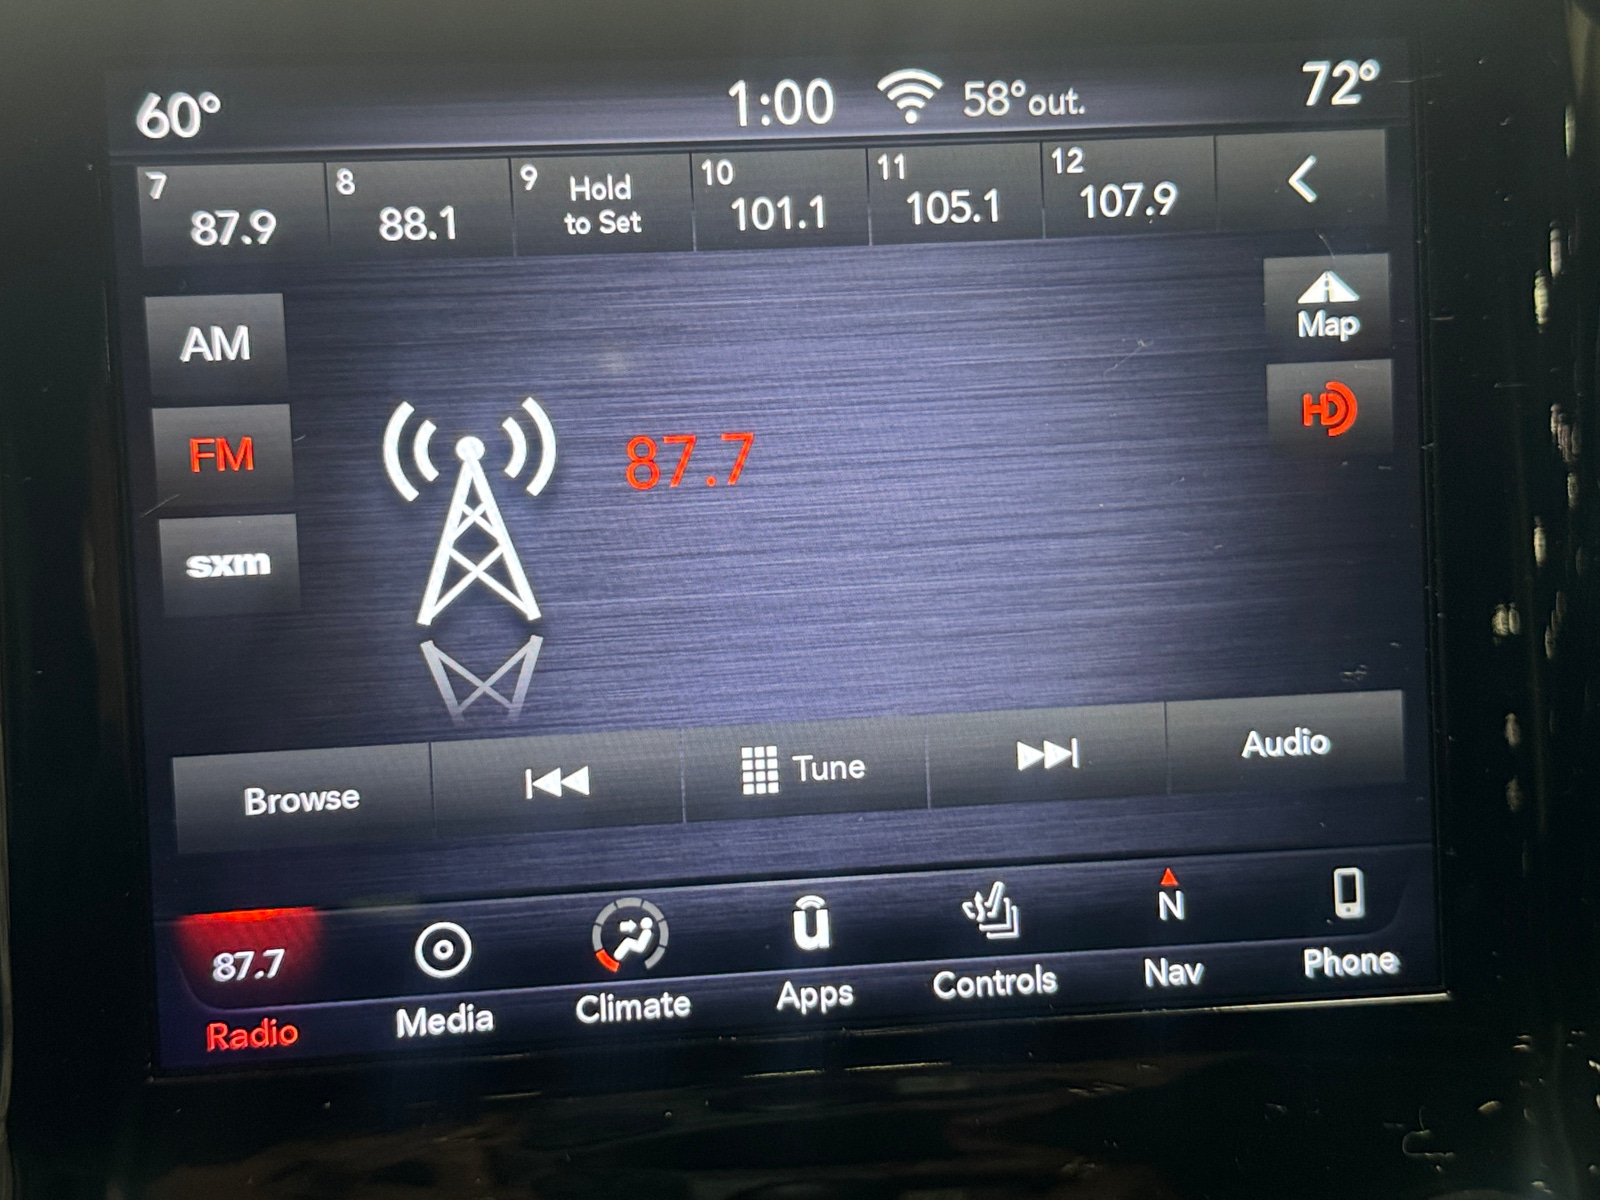 60° 1:00 58°out. 72°
7 87.9
8 88.1
9 Hold
to Set
10 101.1
11 105.1
12 107.9
AM
Map
FM
HD
87.7
sxm
Browse
Tune
Audio
87.7
Radio
Media
Climate
u
Apps
Controls
N
Nav
Phone